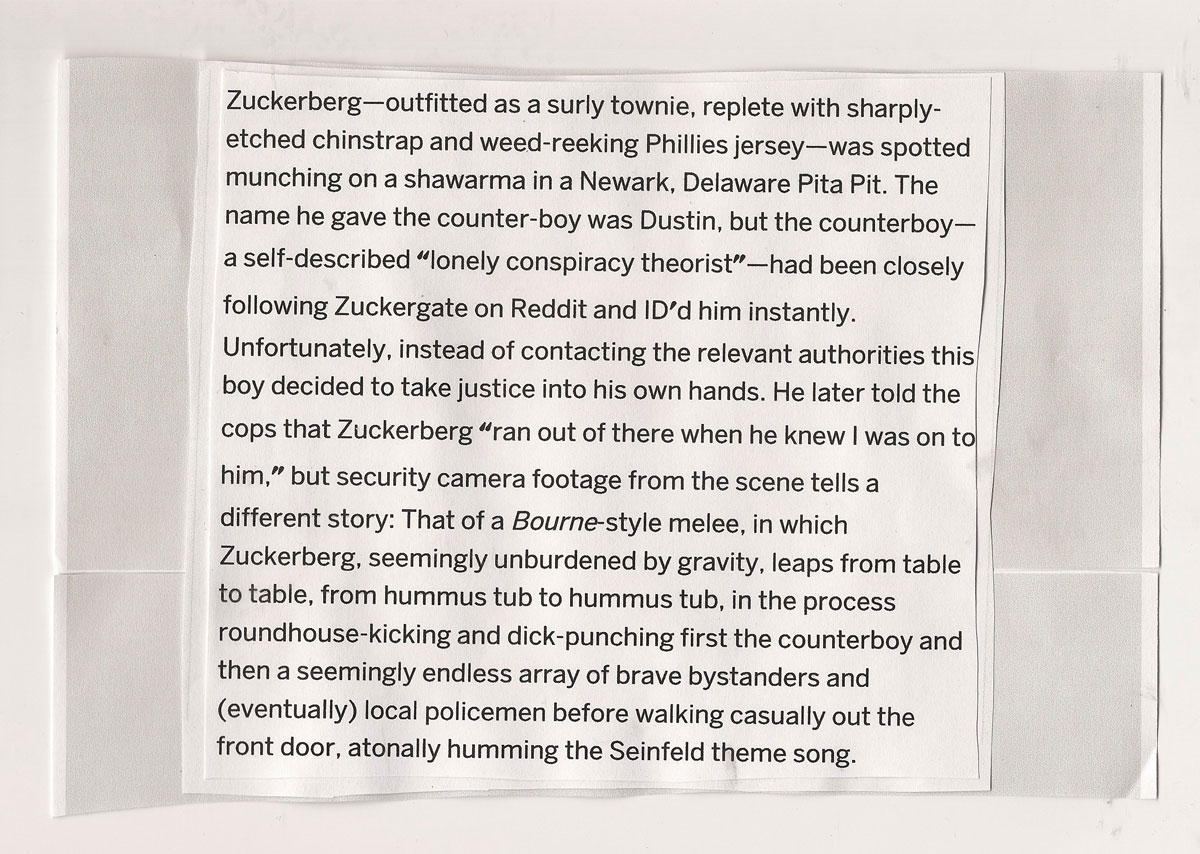 Zuckerberg—outfitted as a surly townie, replete with sharply-
etched chinstrap and weed-reeking Phillies jersey—was spotted
munching on a shawarma in a Newark, Delaware Pita Pit. The
name he gave the counter-boy was Dustin, but the counterboy—
a self-described “lonely conspiracy theorist”—had been closely
following Zuckergate on Reddit and ID’d him instantly.
Unfortunately, instead of contacting the relevant authorities this
boy decided to take justice into his own hands. He later told the
cops that Zuckerberg “ran out of there when he knew I was on to
him,” but security camera footage from the scene tells a
different story: That of a Bourne-style melee, in which
Zuckerberg, seemingly unburdened by gravity, leaps from table
to table, from hummus tub to hummus tub, in the process
roundhouse-kicking and dick-punching first the counterboy and
then a seemingly endless array of brave bystanders and
(eventually) local policemen before walking casually out the
front door, atonally humming the Seinfeld theme song.